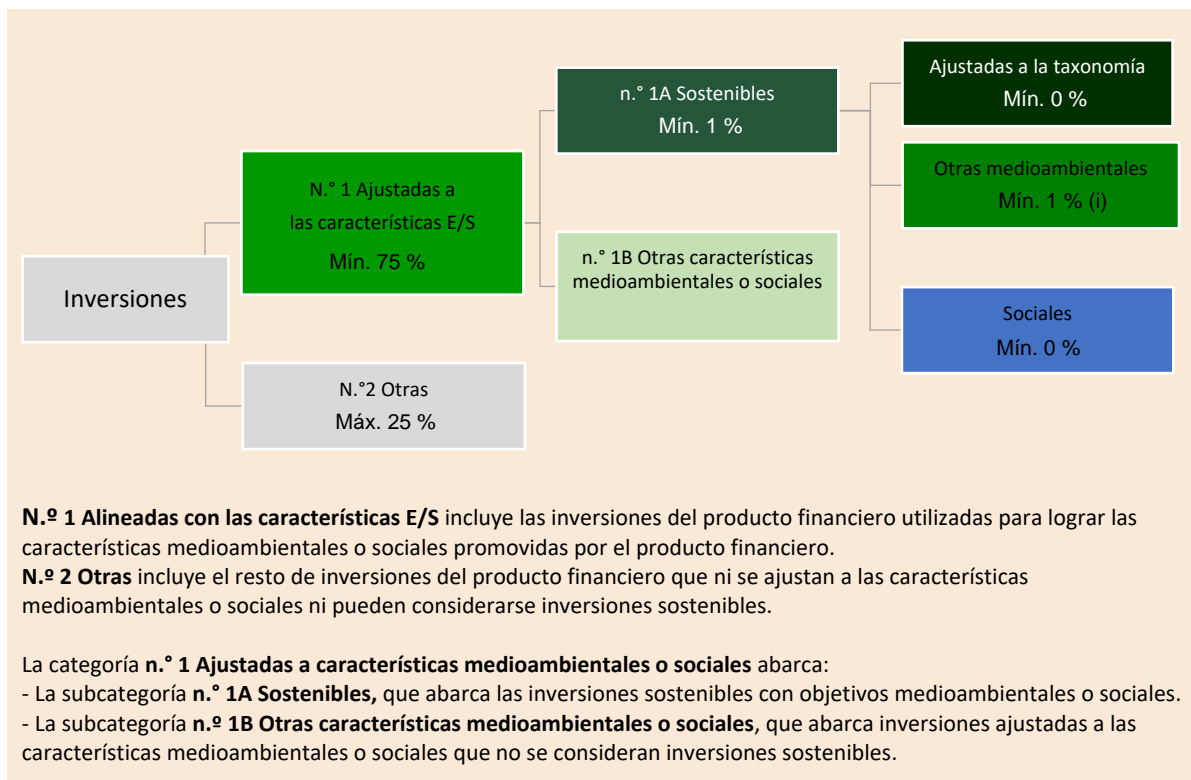 Inversiones
N.° 1 Ajustadas a
las características E/S
Mín. 75 %
N.°2 Otras
Máx. 25 %
n.° 1A Sostenibles
Mín. 1 %
n.° 1B Otras características
medioambientales o sociales
Ajustadas a la taxonomía
Mín. 0 %
Otras medioambientales
Mín. 1 % (i)
Sociales
Mín. 0 %
N.º 1 Alineadas con las características E/S incluye las inversiones del producto financiero utilizadas para lograr las
características medioambientales o sociales promovidas por el producto financiero.
N.º 2 Otras incluye el resto de inversiones del producto financiero que ni se ajustan a las características
medioambientales o sociales ni pueden considerarse inversiones sostenibles.
La categoría n.° 1 Ajustadas a características medioambientales o sociales abarca:
- La subcategoría n.° 1A Sostenibles, que abarca las inversiones sostenibles con objetivos medioambientales o sociales.
- La subcategoría n.º 1B Otras características medioambientales o sociales, que abarca inversiones ajustadas a las
características medioambientales o sociales que no se consideran inversiones sostenibles.